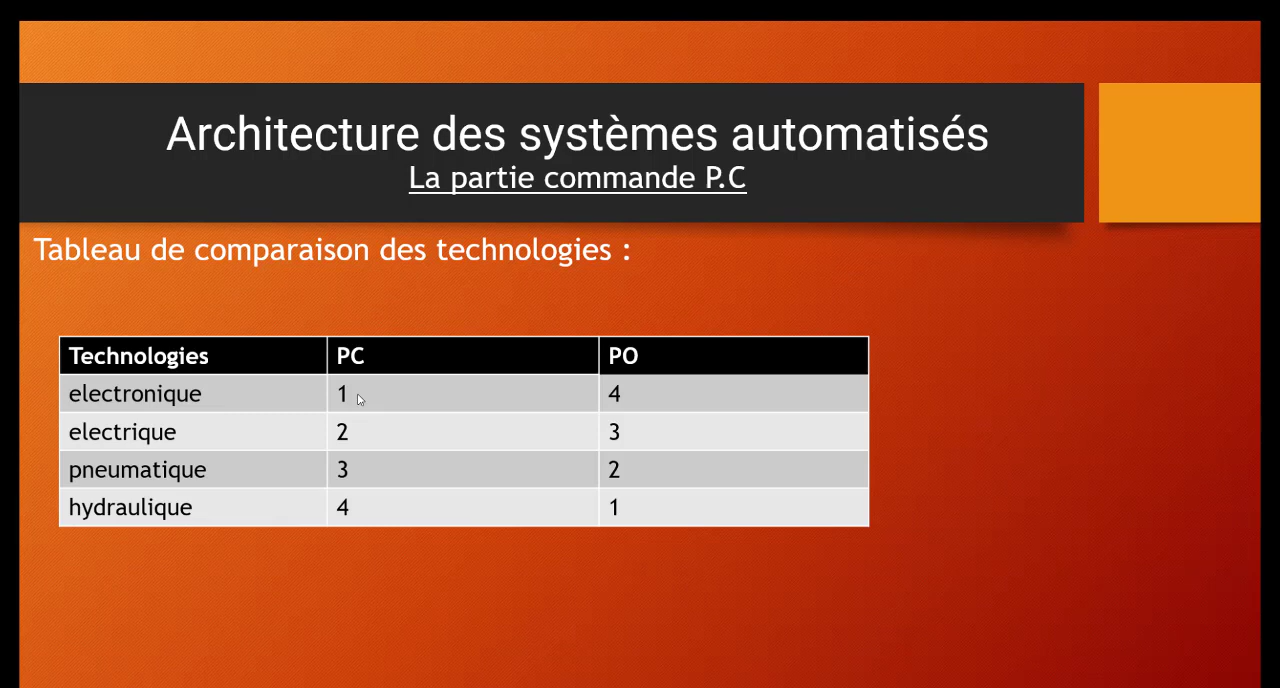 Architecture des systèmes automatisés
La partie commande P.C
Tableau de comparaison des technologies :
Technologies PC PO
electronique 1 4
electrique 2 3
pneumatique 3 2
hydraulique 4 1